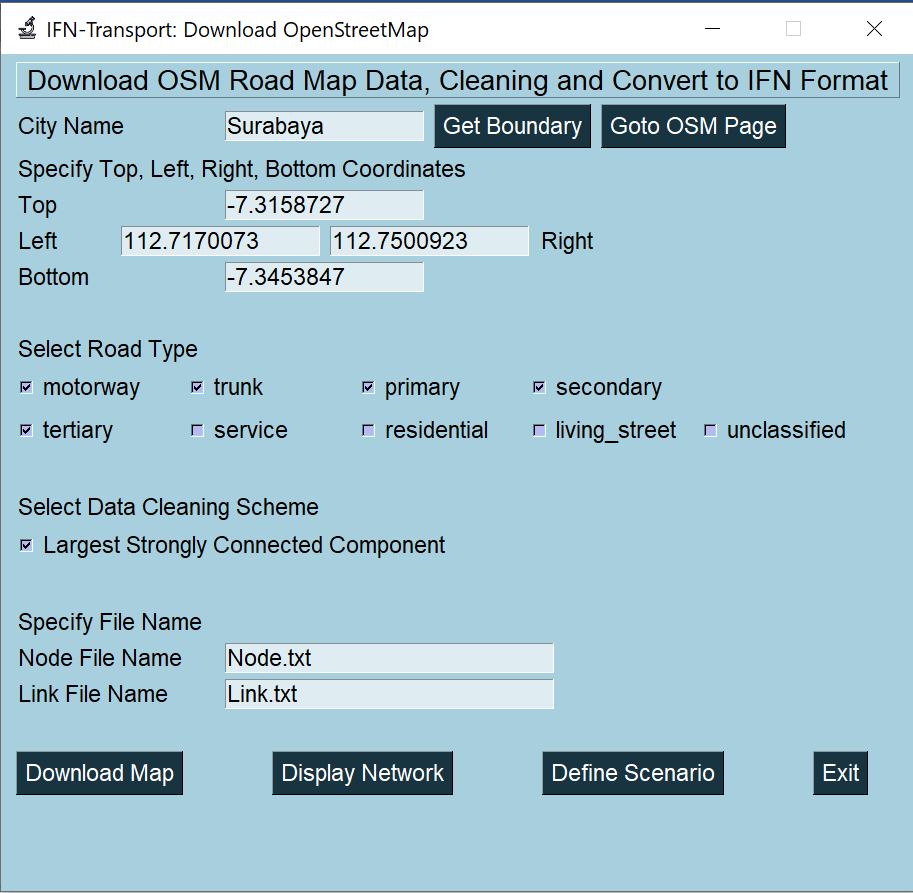 IFN-Transport: Download OpenStreetMap
Download OSM Road Map Data, Cleaning and Convert to IFN Format
City Name Surabaya Get Boundary Goto OSM Page
Specify Top, Left, Right, Bottom Coordinates
Top -7.3158727
Left 112.7170073 112.7500923 Right
Bottom -7.3453847
Select Road Type
motorway trunk primary secondary
tertiary service residential living_street unclassified
Select Data Cleaning Scheme
Largest Strongly Connected Component
Specify File Name
Node File Name Node.txt
Link File Name Link.txt
Download Map Display Network Define Scenario Exit